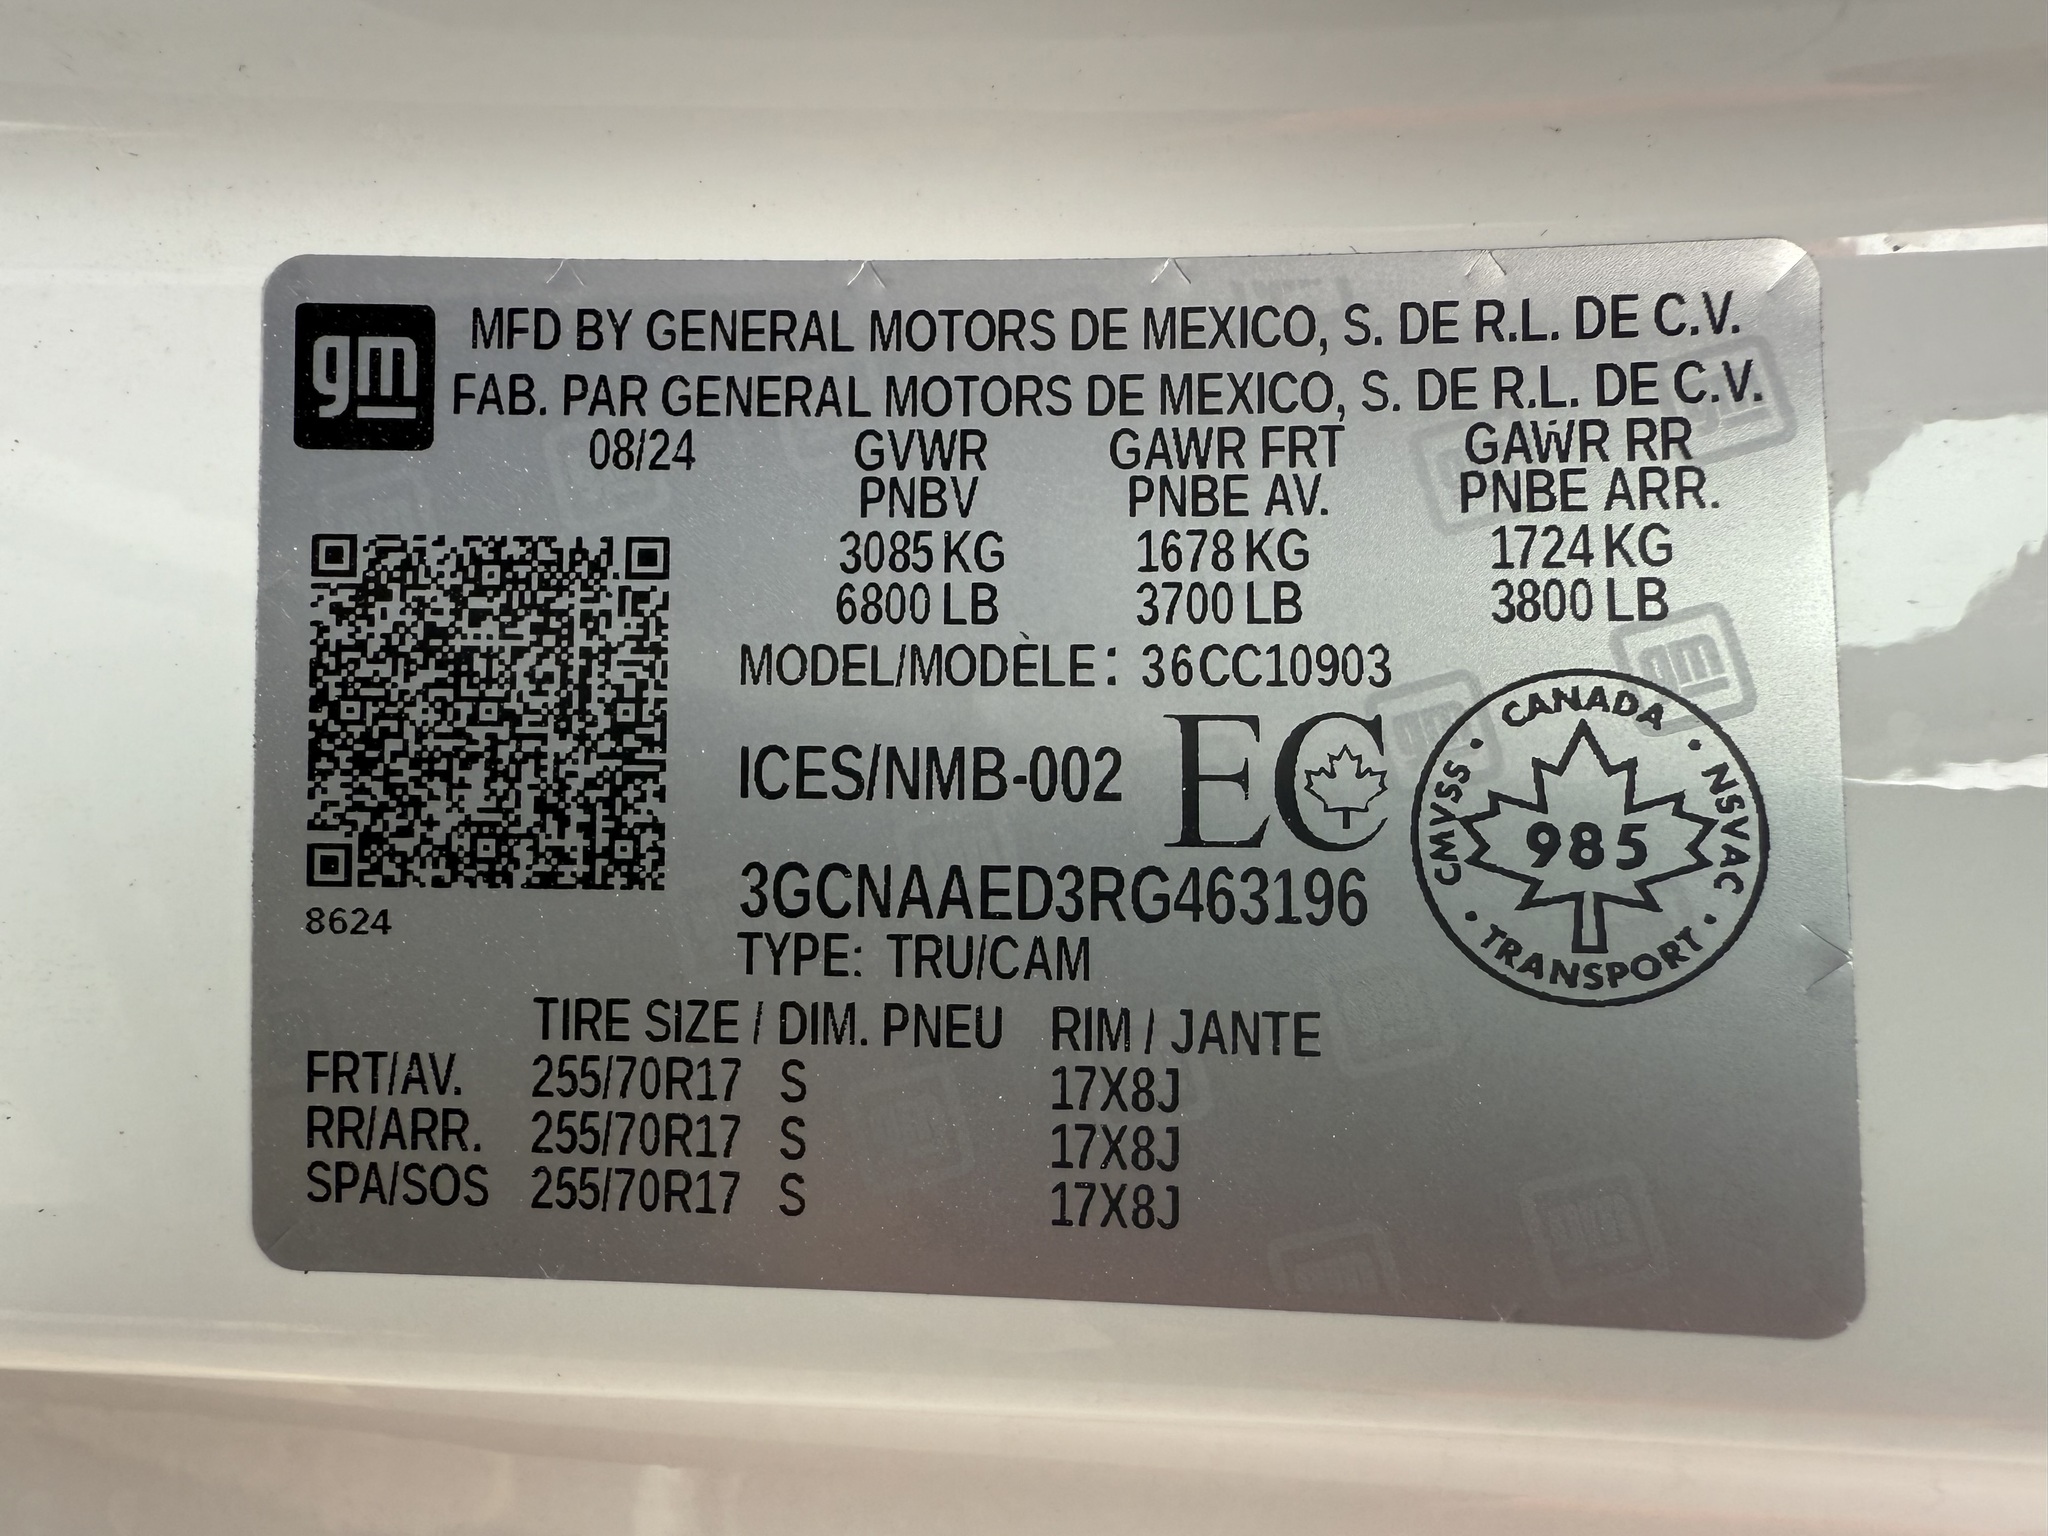 gm
MFD BY GENERAL MOTORS DE MEXICO, S. DE R.L. DE C.V.
FAB. PAR GENERAL MOTORS DE MEXICO, S. DE R.L. DE C.V.
08/24 GVWR GAWR FRT GAWR RR
PNBV PNBE AV. PNBE ARR.
3085 KG 1678 KG 1724 KG
6800 LB 3700 LB 3800 LB
MODEL/MODÈLE: 36CC10903
ICES/NMB-002 EC
CANADA
CMVSS • 985 • NSVAC
TRANSPORT
3GCNAAED3RG463196
8624
TYPE: TRU/CAM
TIRE SIZE / DIM. PNEU RIM / JANTE
FRT/AV. 255/70R17 S 17X8J
RR/ARR. 255/70R17 S 17X8J
SPA/SOS 255/70R17 S 17X8J